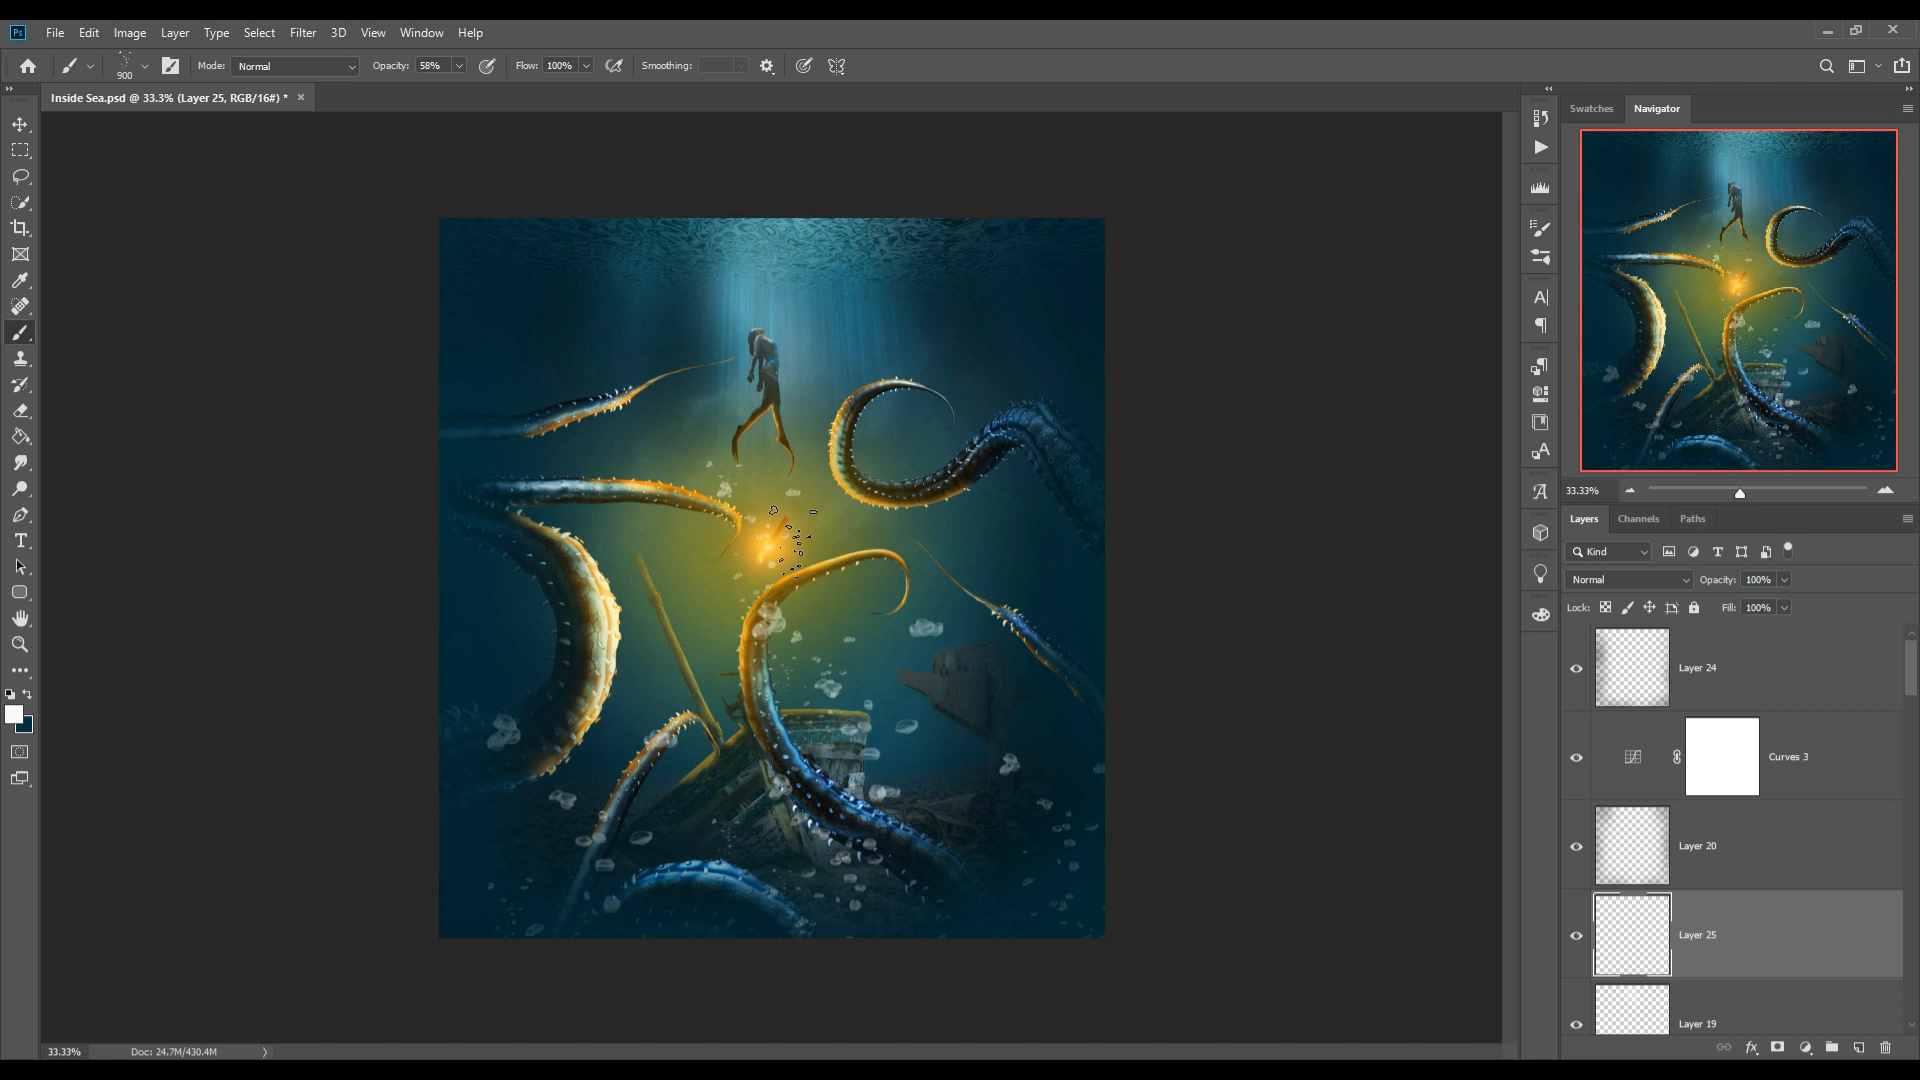 Ps File Edit Image Layer Type Select Filter 3D View Window Help
900 Mode: Normal Opacity: 58% Flow: 100% Smoothing:
Inside Sea.psd @ 33.3% (Layer 25, RGB/16#) * ×
Swatches Navigator
33.33%
Layers Channels Paths
Kind
Normal Opacity: 100%
Lock: Fill: 100%
Layer 24
Curves 3
Layer 20
Layer 25
Layer 19
fx
33.33% Doc: 24.7M/430.4M